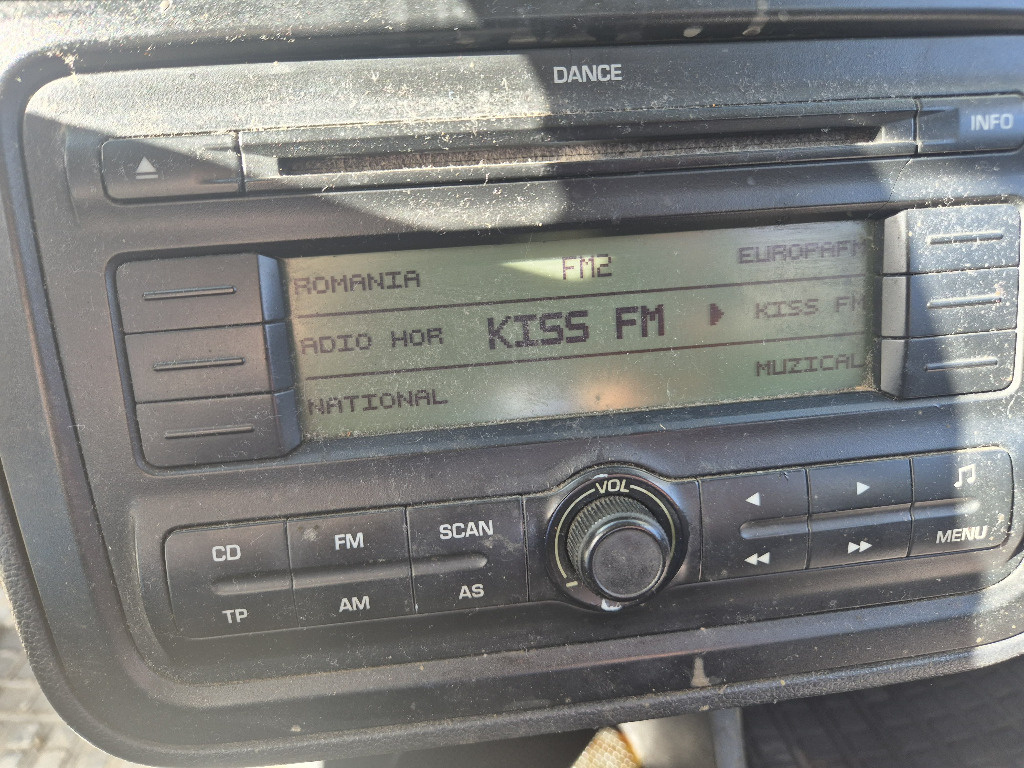 DANCE
INFO
ROMANIA FM2 EUROPAFM
ADIO HOR KISS FM KISS FM
NATIONAL MUZICAL
VOL
CD FM SCAN
TP AM AS MENU